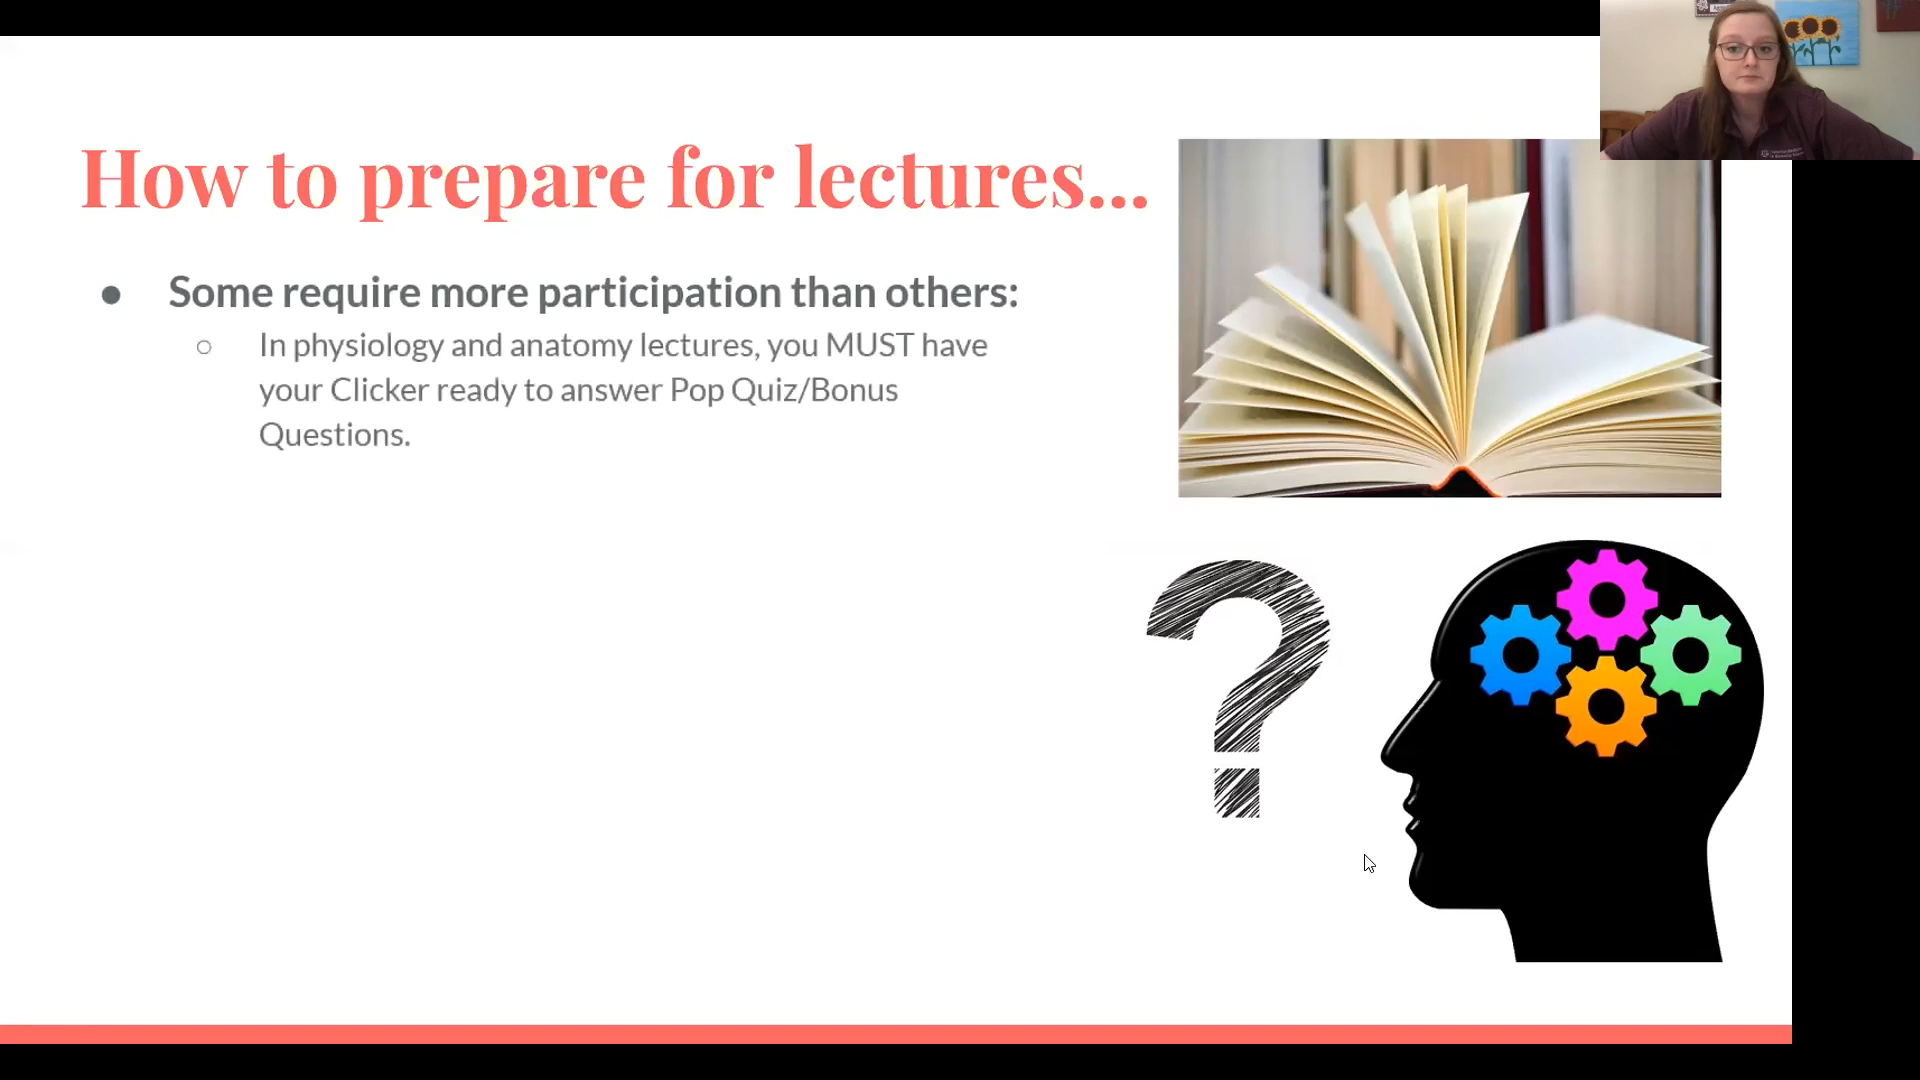 How to prepare for lectures...
● Some require more participation than others:
○ In physiology and anatomy lectures, you MUST have
your Clicker ready to answer Pop Quiz/Bonus
Questions.